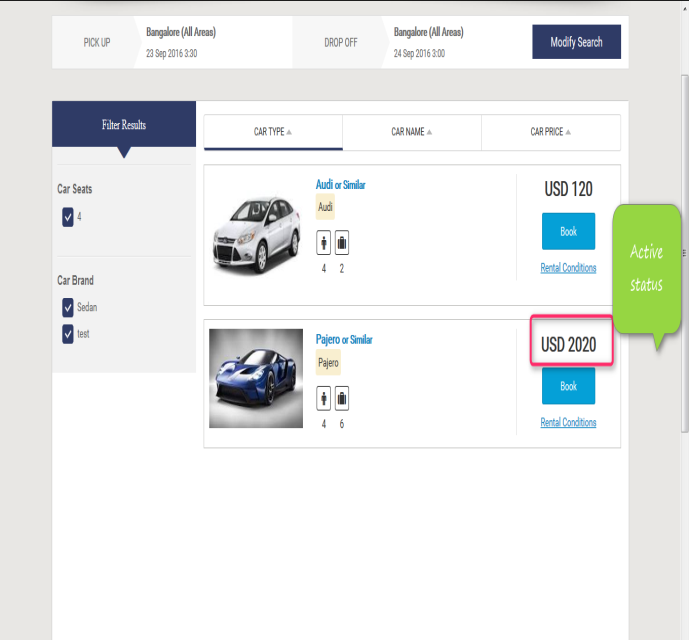 PICK UP
Bangalore (All Areas)
23 Sep 2016 3:30
DROP OFF
Bangalore (All Areas)
24 Sep 2016 3:00
Modify Search
Filter Results
Car Seats
4
Car Brand
Sedan
test
CAR TYPE
CAR NAME
CAR PRICE
Audi or Similar
Audi
4 2
USD 120
Book
Rental Conditions
Pajero or Similar
Pajero
4 6
USD 2020
Book
Rental Conditions
Active
status